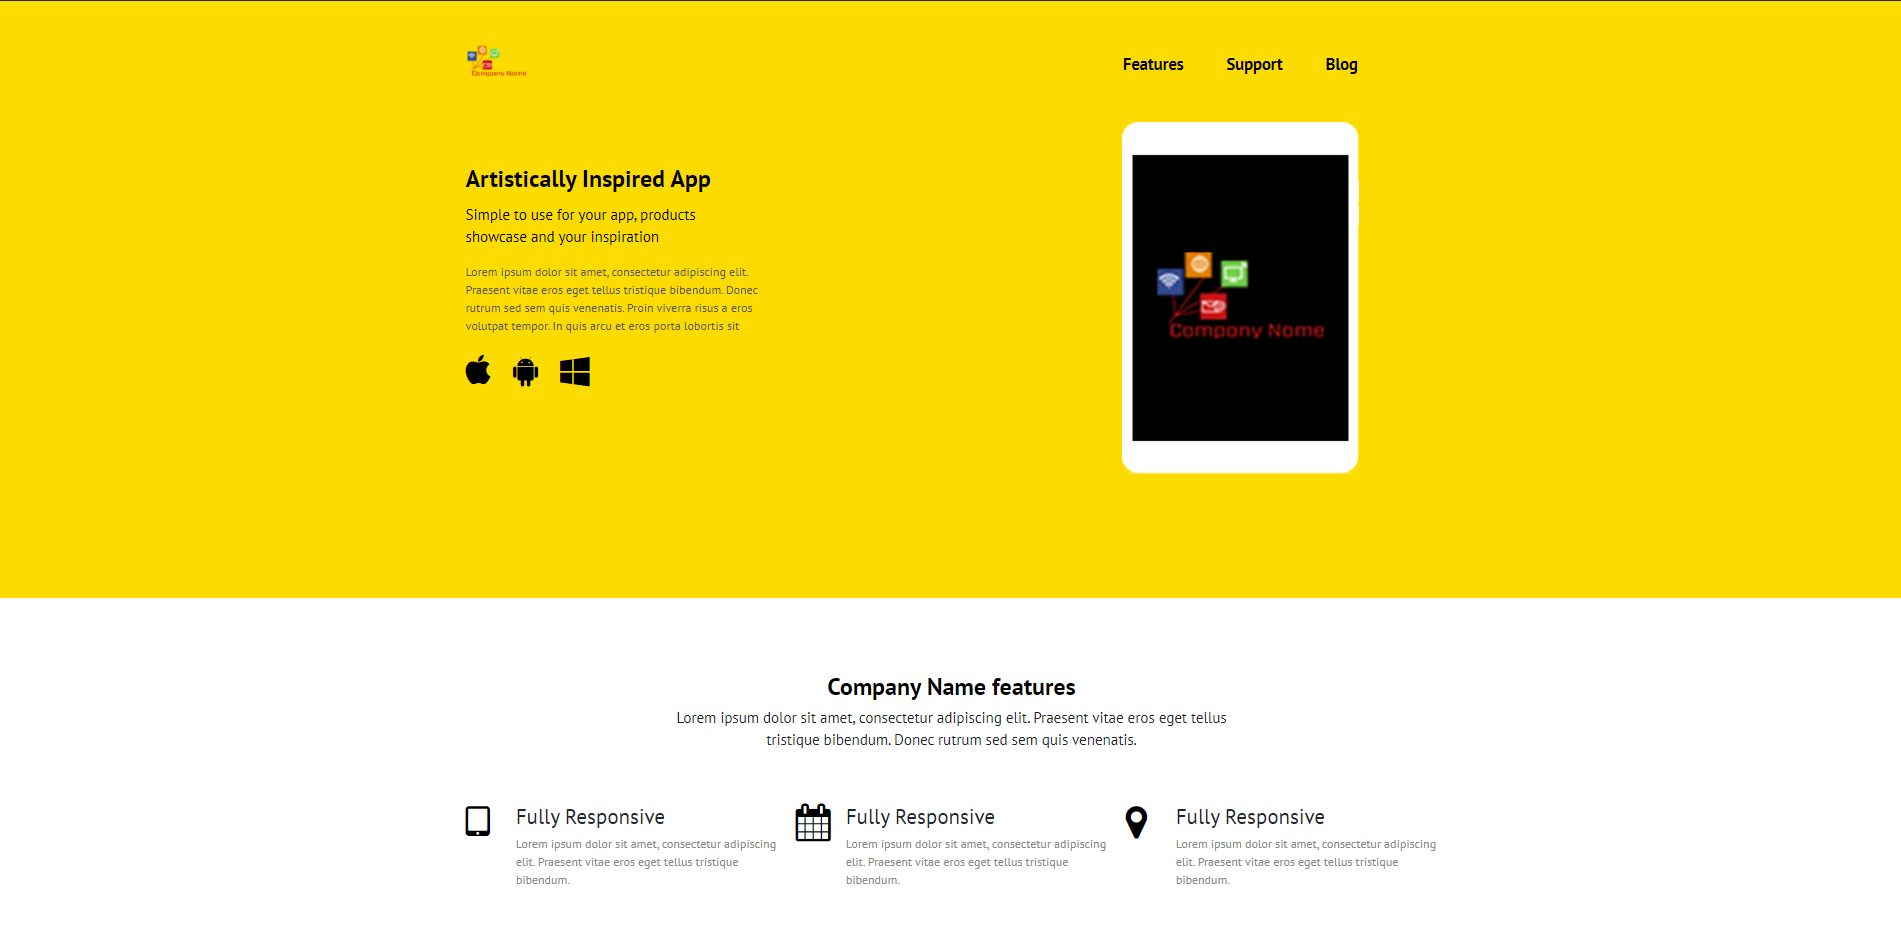 Company Name
Features Support Blog
Artistically Inspired App
Simple to use for your app, products
showcase and your inspiration
Lorem ipsum dolor sit amet, consectetur adipiscing elit.
Praesent vitae eros eget tellus tristique bibendum. Donec
rutrum sed sem quis venenatis. Proin viverra risus a eros
volutpat tempor. In quis arcu et eros porta lobortis sit
Company Name
Company Name features
Lorem ipsum dolor sit amet, consectetur adipiscing elit. Praesent vitae eros eget tellus
tristique bibendum. Donec rutrum sed sem quis venenatis.
Fully Responsive
Lorem ipsum dolor sit amet, consectetur adipiscing
elit. Praesent vitae eros eget tellus tristique
bibendum.
Fully Responsive
Lorem ipsum dolor sit amet, consectetur adipiscing
elit. Praesent vitae eros eget tellus tristique
bibendum.
Fully Responsive
Lorem ipsum dolor sit amet, consectetur adipiscing
elit. Praesent vitae eros eget tellus tristique
bibendum.